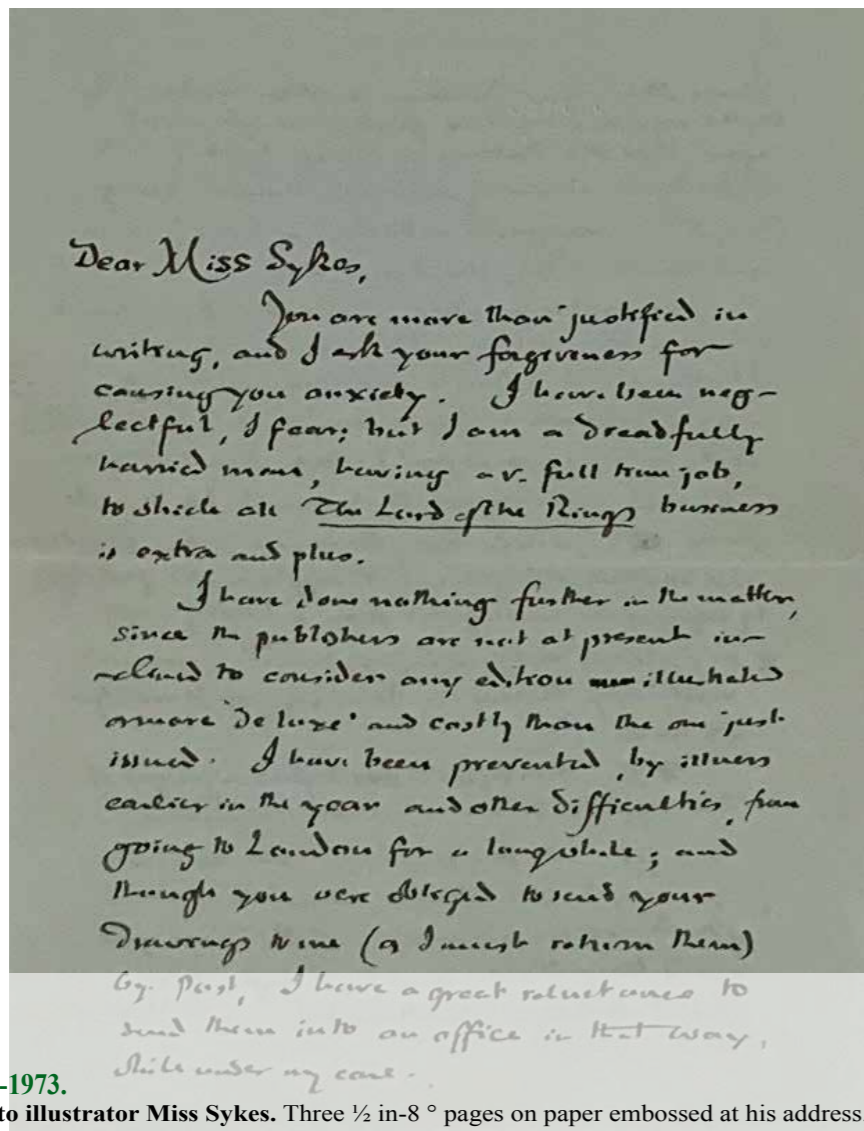 Dear Miss Sykes,
You are more than justified in
writing, and I ask your forgiveness for
causing you anxiety. I have been neg-
lectful, I fear; but I am a dreadfully
harried man, having a v. full time job,
to which all The Lord of the Rings business
is extra and plus.
I have done nothing further in the matter,
since the publishers are not at present in-
clined to consider any edition illustrated
or more 'de luxe' and costly than the one just
issued. I have been prevented, by illness
earlier in the year and other difficulties, from
going to London for a long while; and
though you were obliged to send your
drawings to me (as I must return them)
by post, I have a great reluctance to
send them into an office in that way,
while under my care.
-1973.
to illustrator Miss Sykes. Three ½ in-8 ° pages on paper embossed at his address